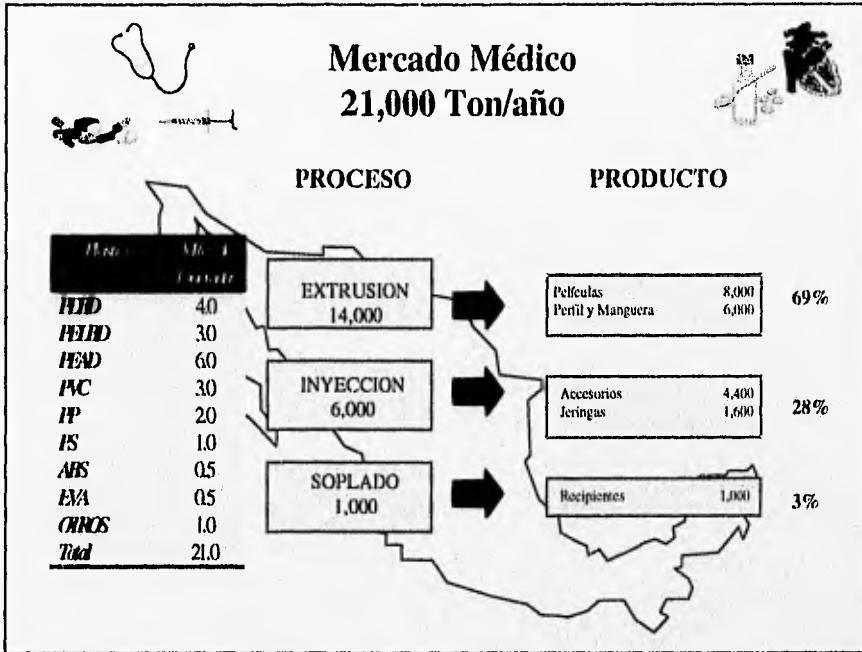 Mercado Médico
21,000 Ton/año
PROCESO
PRODUCTO
PEBD 4.0
PELBD 3.0
PEAD 6.0
PVC 3.0
PP 2.0
PS 1.0
ABS 0.5
EVA 0.5
OTROS 1.0
Total 21.0
EXTRUSION
14,000
INYECCION
6,000
SOPLADO
1,000
Películas 8,000
Perfil y Manguera 6,000
69%
Accesorios 4,400
Jeringas 1,600
28%
Recipientes 1,000
3%